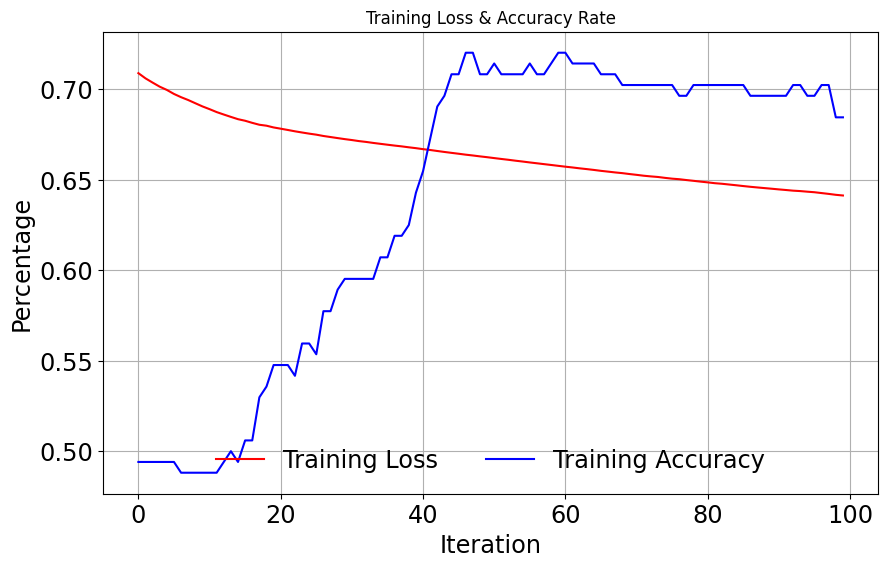 Training Loss & Accuracy Rate
Percentage
0.70
0.65
0.60
0.55
0.50
Training Loss
Training Accuracy
0 20 40 60 80 100
Iteration